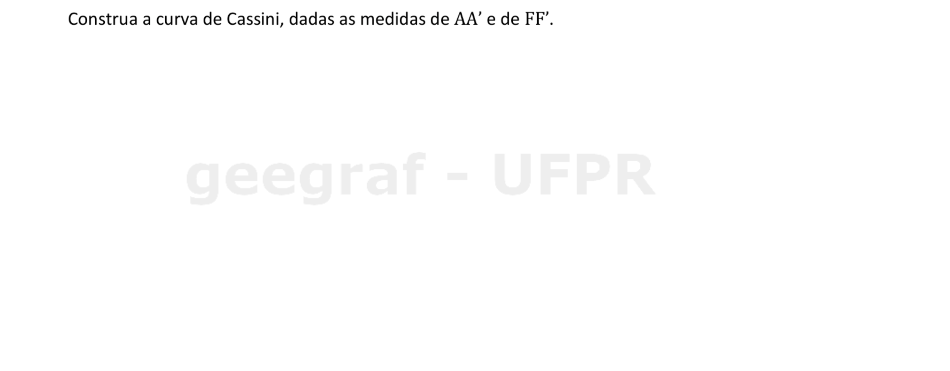 Construa a curva de Cassini, dadas as medidas de AA’ e de FF’.
geegraf - UFPR